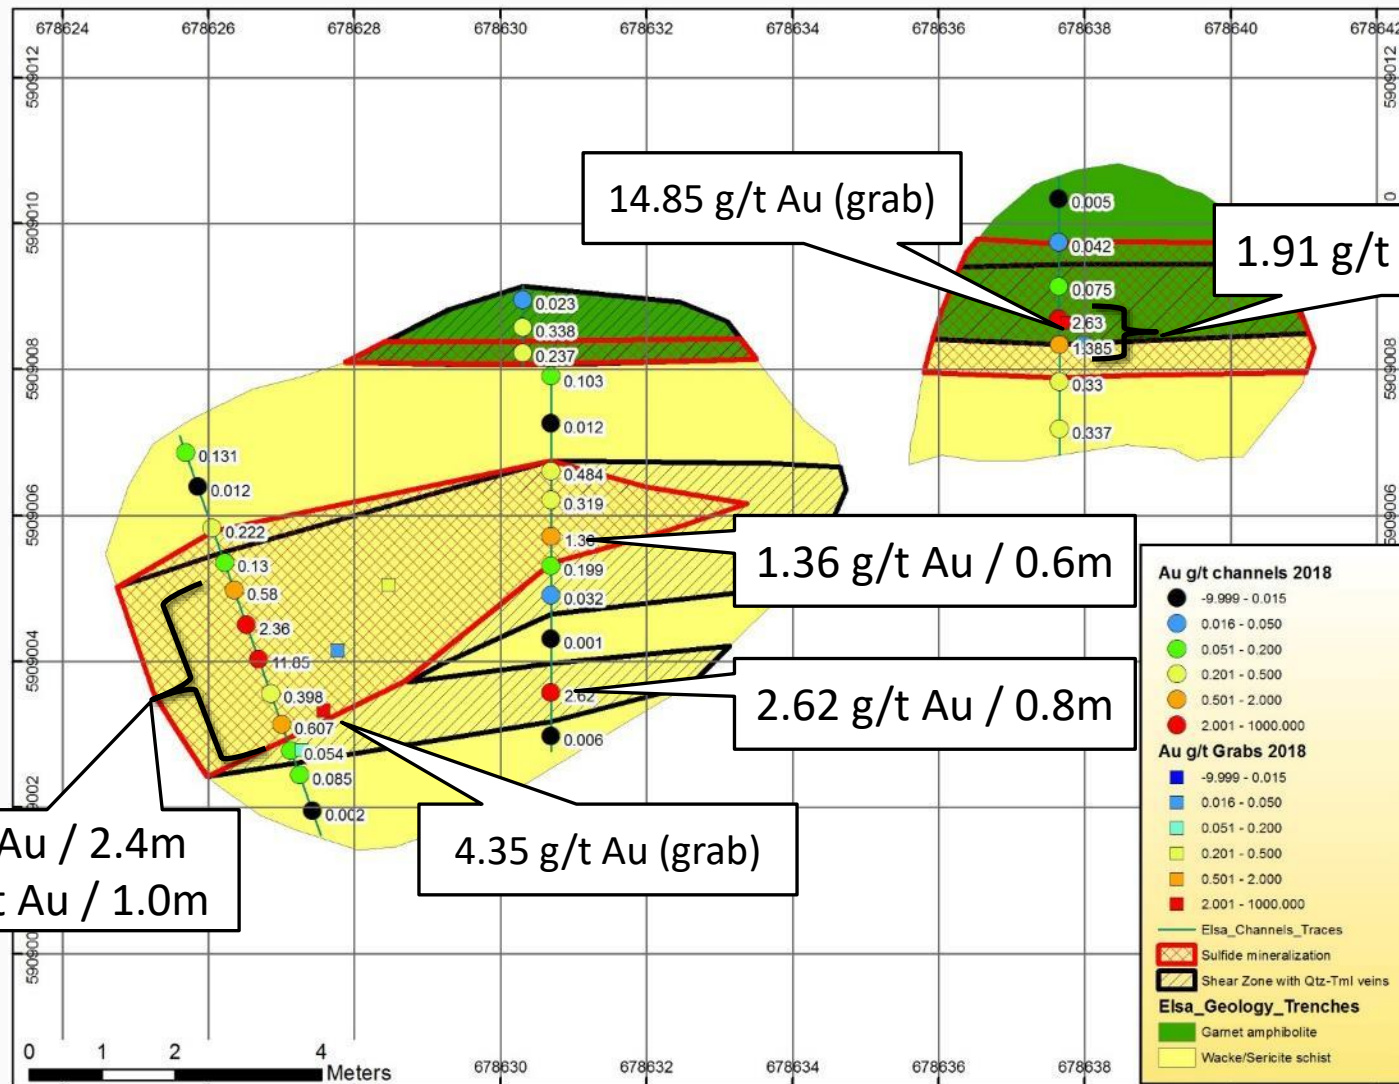 678624 678626 678628 678630 678632 678634 678636 678638 678640 678642
5909012 5909012
5909010
0.005
14.85 g/t Au (grab)
0.042
1.91 g/t
0.075
0.023
2.63
0.338
1.385
0.237
5909008 5909008
0.103
0.33
0.012
0.337
0.131
0.484
0.012
0.319
5909006 5909006
0.222
1.36 g/t Au / 0.6m
0.13
0.199
0.58
0.032
2.36
0.001
5909004
11.85
0.398
2.62
2.62 g/t Au / 0.8m
0.607
0.006
0.054
0.085
0.002
Au / 2.4m
Au / 1.0m
4.35 g/t Au (grab)
Au g/t channels 2018
-9.999 - 0.015
0.016 - 0.050
0.051 - 0.200
0.201 - 0.500
0.501 - 2.000
2.001 - 1000.000
Au g/t Grabs 2018
-9.999 - 0.015
0.016 - 0.050
0.051 - 0.200
0.201 - 0.500
0.501 - 2.000
2.001 - 1000.000
Elsa_Channels_Traces
Sulfide mineralization
Shear Zone with Qtz-Tml veins
Elsa_Geology_Trenches
Garnet amphibolite
Wacke/Sericite schist
0 1 2 4
Meters
678624 678626 678628 678630 678632 678634 678636 678638